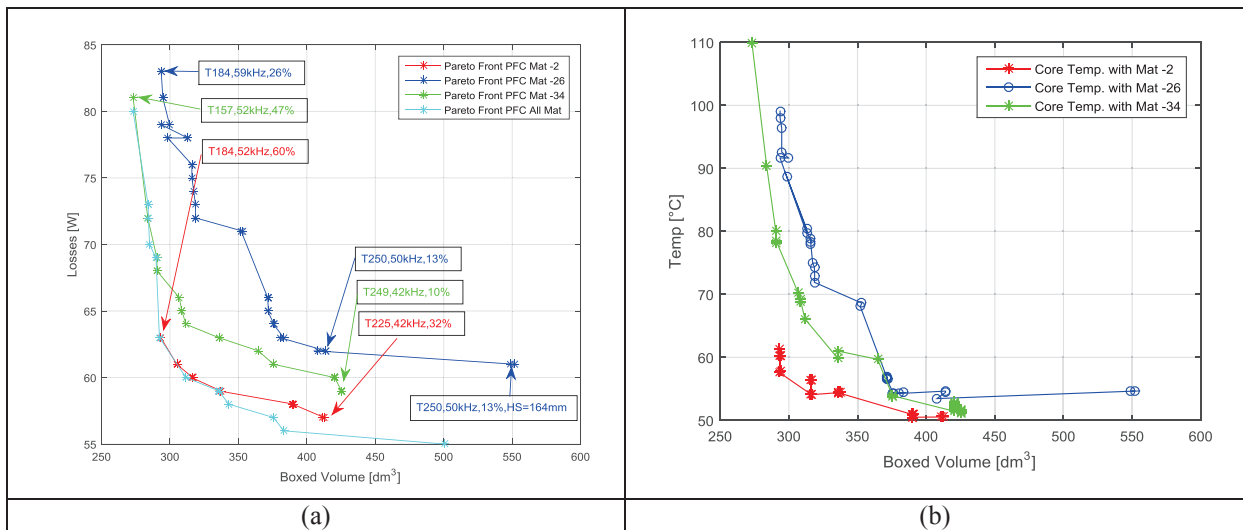 85
80
75
70
65
60
55
250
300
350
400
450
500
550
600
Losses [W]
Boxed Volume [dm³]
Pareto Front PFC Mat -2
Pareto Front PFC Mat -26
Pareto Front PFC Mat -34
Pareto Front PFC All Mat
T184,59kHz,26%
T157,52kHz,47%
T184,52kHz,60%
T250,50kHz,13%
T249,42kHz,10%
T225,42kHz,32%
T250,50kHz,13%,HS=164mm
110
100
90
80
70
60
50
250
300
350
400
450
500
550
600
Temp [°C]
Boxed Volume [dm³]
Core Temp. with Mat -2
Core Temp. with Mat -26
Core Temp. with Mat -34
(a)
(b)